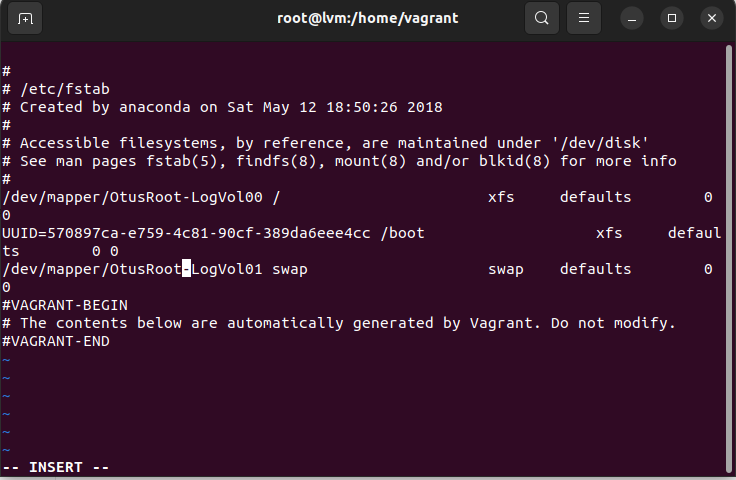 root@lvm:/home/vagrant
#
# /etc/fstab
# Created by anaconda on Sat May 12 18:50:26 2018
#
# Accessible filesystems, by reference, are maintained under '/dev/disk'
# See man pages fstab(5), findfs(8), mount(8) and/or blkid(8) for more info
#
/dev/mapper/OtusRoot-LogVol00 /                       xfs     defaults        0
0
UUID=570897ca-e759-4c81-90cf-389da6eee4cc /boot                   xfs     defaul
ts        0 0
/dev/mapper/OtusRoot-LogVol01 swap                    swap    defaults        0
0
#VAGRANT-BEGIN
# The contents below are automatically generated by Vagrant. Do not modify.
#VAGRANT-END
~
~
~
~
~
~
-- INSERT --